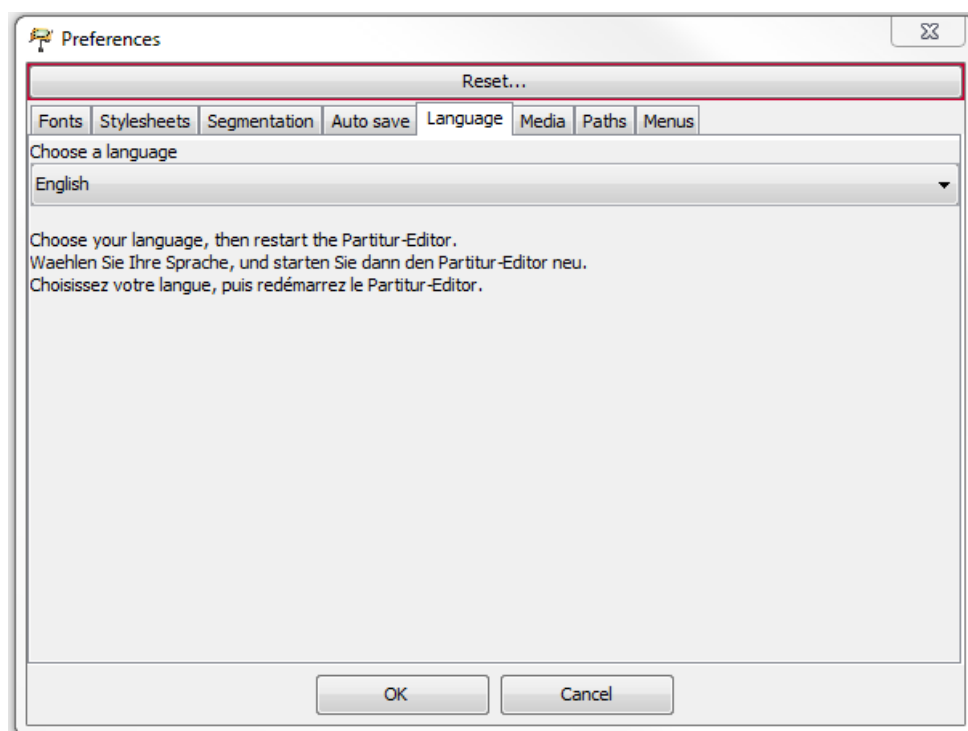 Preferences
Reset...
Fonts Stylesheets Segmentation Auto save Language Media Paths Menus
Choose a language
English
Choose your language, then restart the Partitur-Editor.
Waehlen Sie Ihre Sprache, und starten Sie dann den Partitur-Editor neu.
Choisissez votre langue, puis redémarrez le Partitur-Editor.
OK Cancel